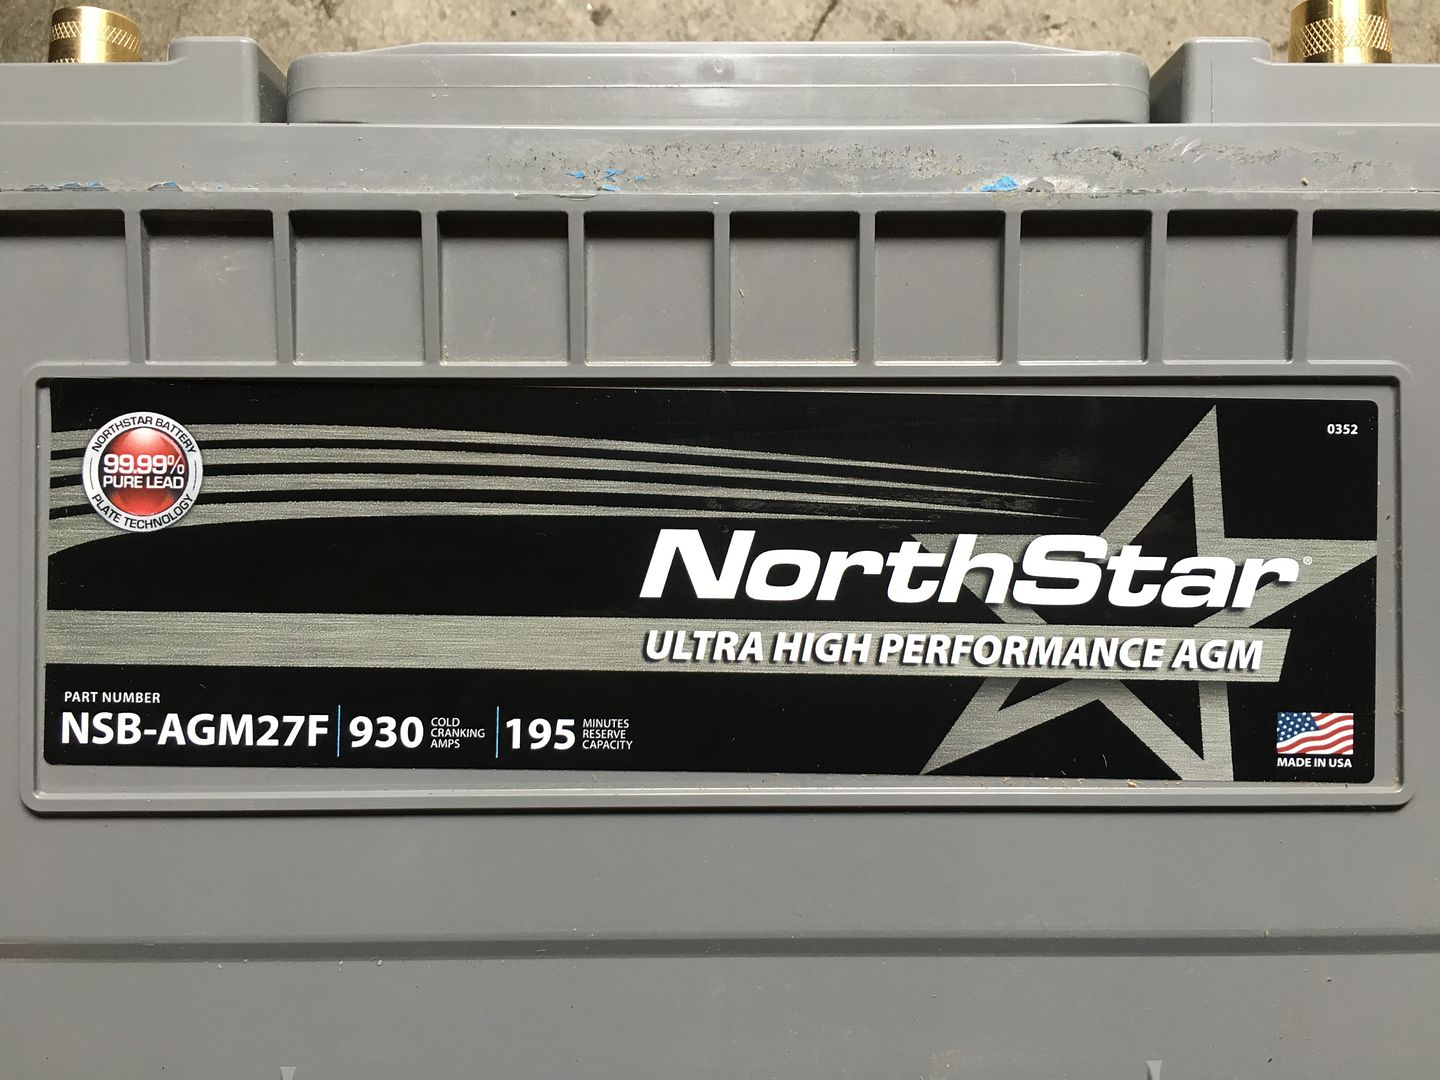 NORTHSTAR BATTERY
99.99%
PURE LEAD
PLATE TECHNOLOGY
0352
NorthStar®
ULTRA HIGH PERFORMANCE AGM
PART NUMBER
NSB-AGM27F
930 COLD
CRANKING
AMPS
195 MINUTES
RESERVE
CAPACITY
MADE IN USA